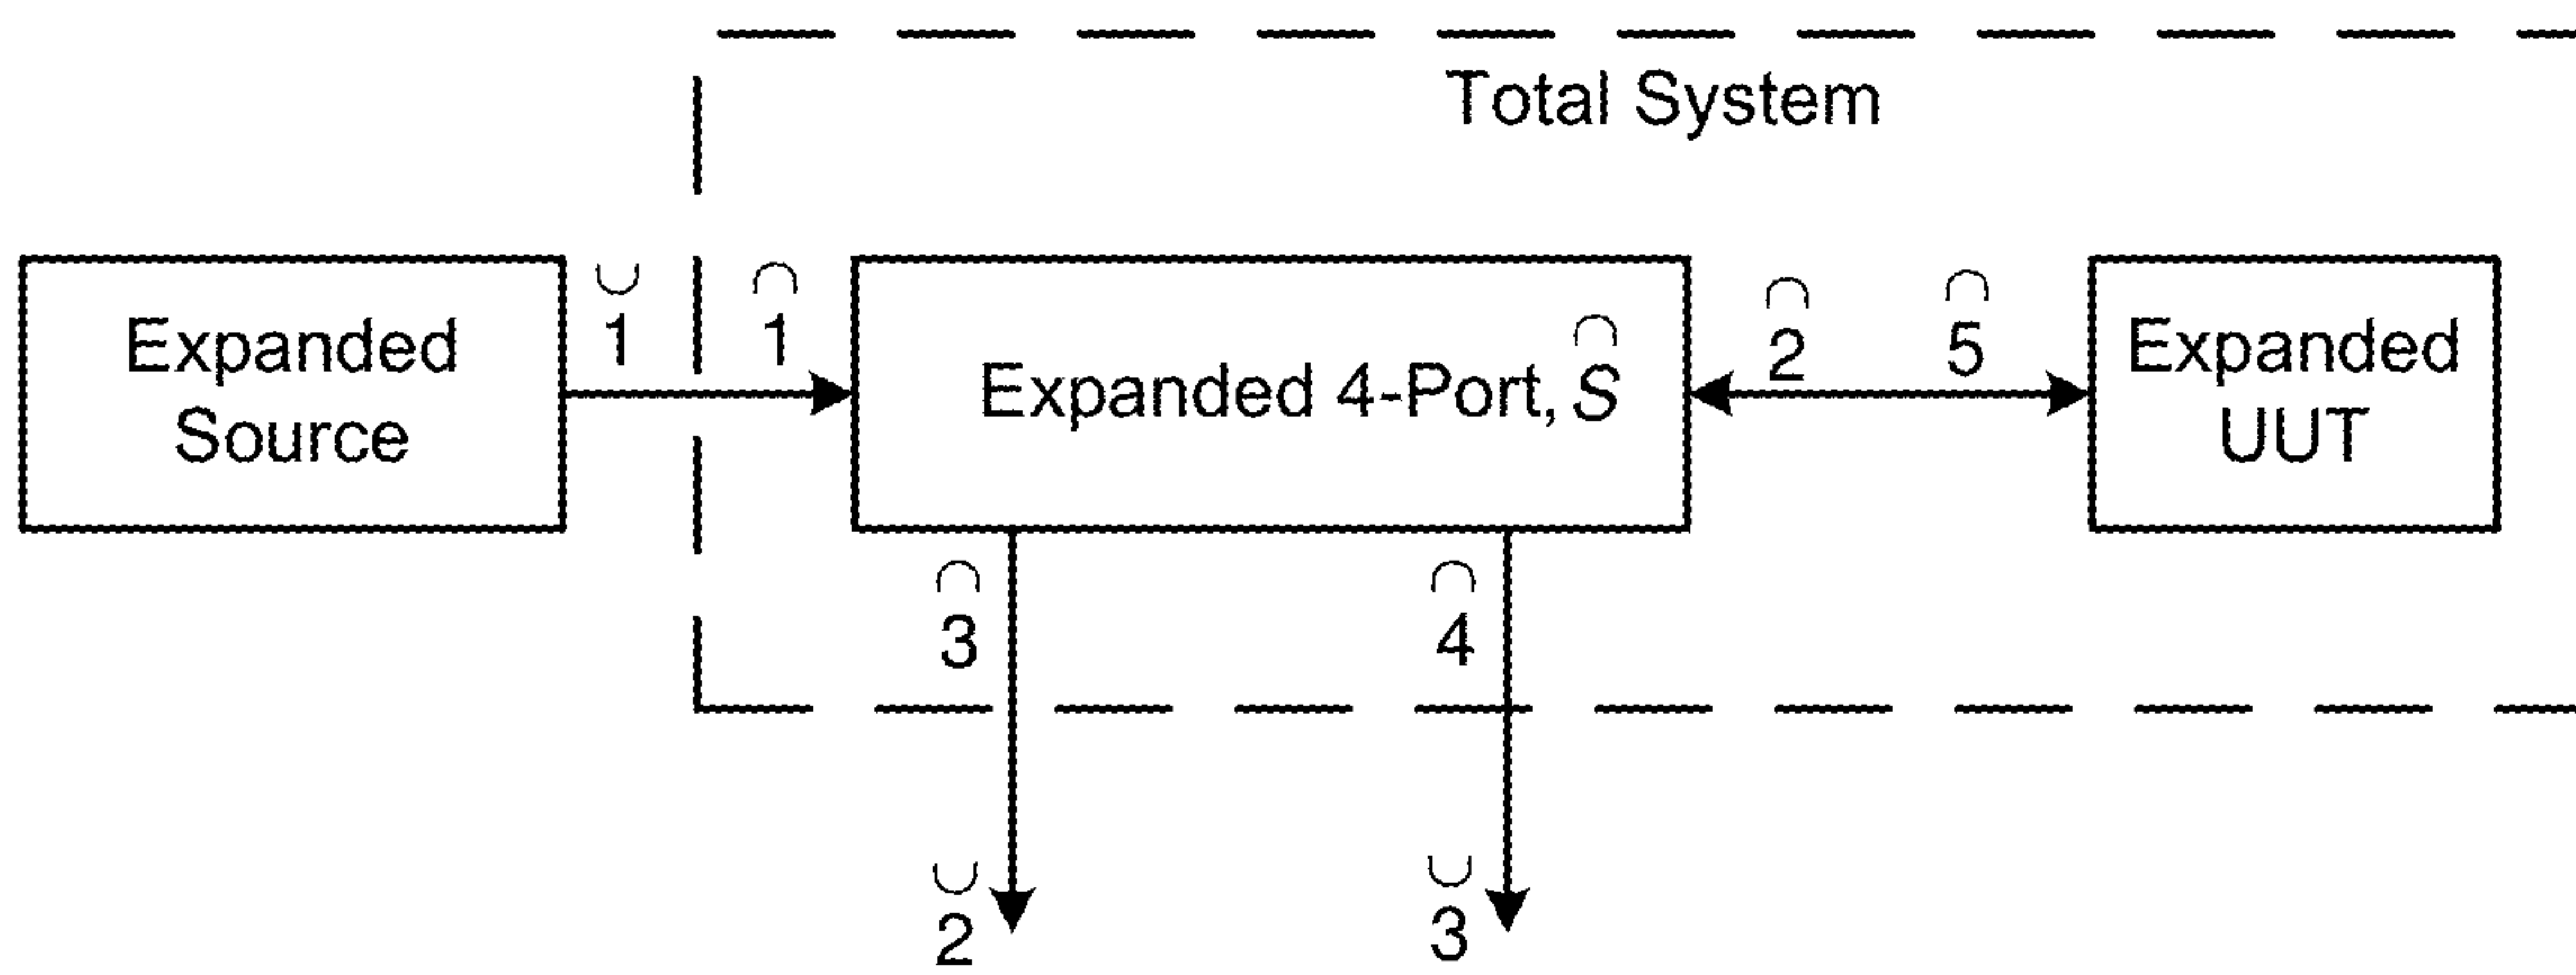 Total System
Expanded
Source
1̆
1̑
Expanded 4-Port, S̑
2̑
5̑
Expanded
UUT
3̑
4̑
2̆
3̆